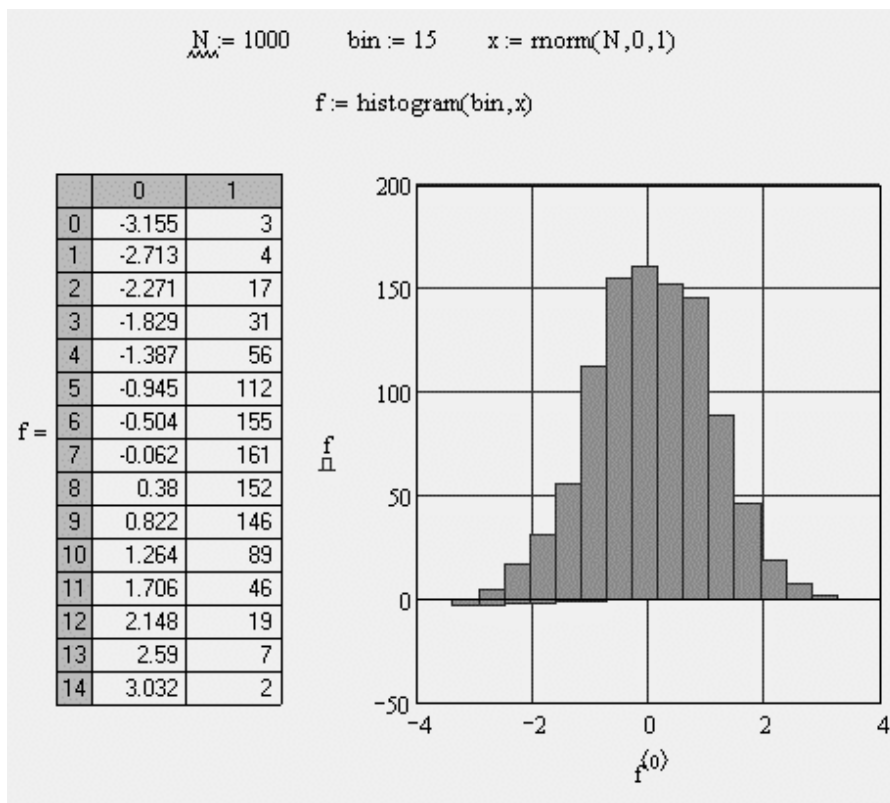 N := 1000 bin := 15 x := rnorm(N,0,1)
f := histogram(bin,x)
0 1
0 -3.155 3
1 -2.713 4
2 -2.271 17
3 -1.829 31
4 -1.387 56
5 -0.945 112
6 -0.504 155
7 -0.062 161
8 0.38 152
9 0.822 146
10 1.264 89
11 1.706 46
12 2.148 19
13 2.59 7
14 3.032 2
f =
200
150
100
50
0
-50
f
-4 -2 0 2 4
f⟨0⟩